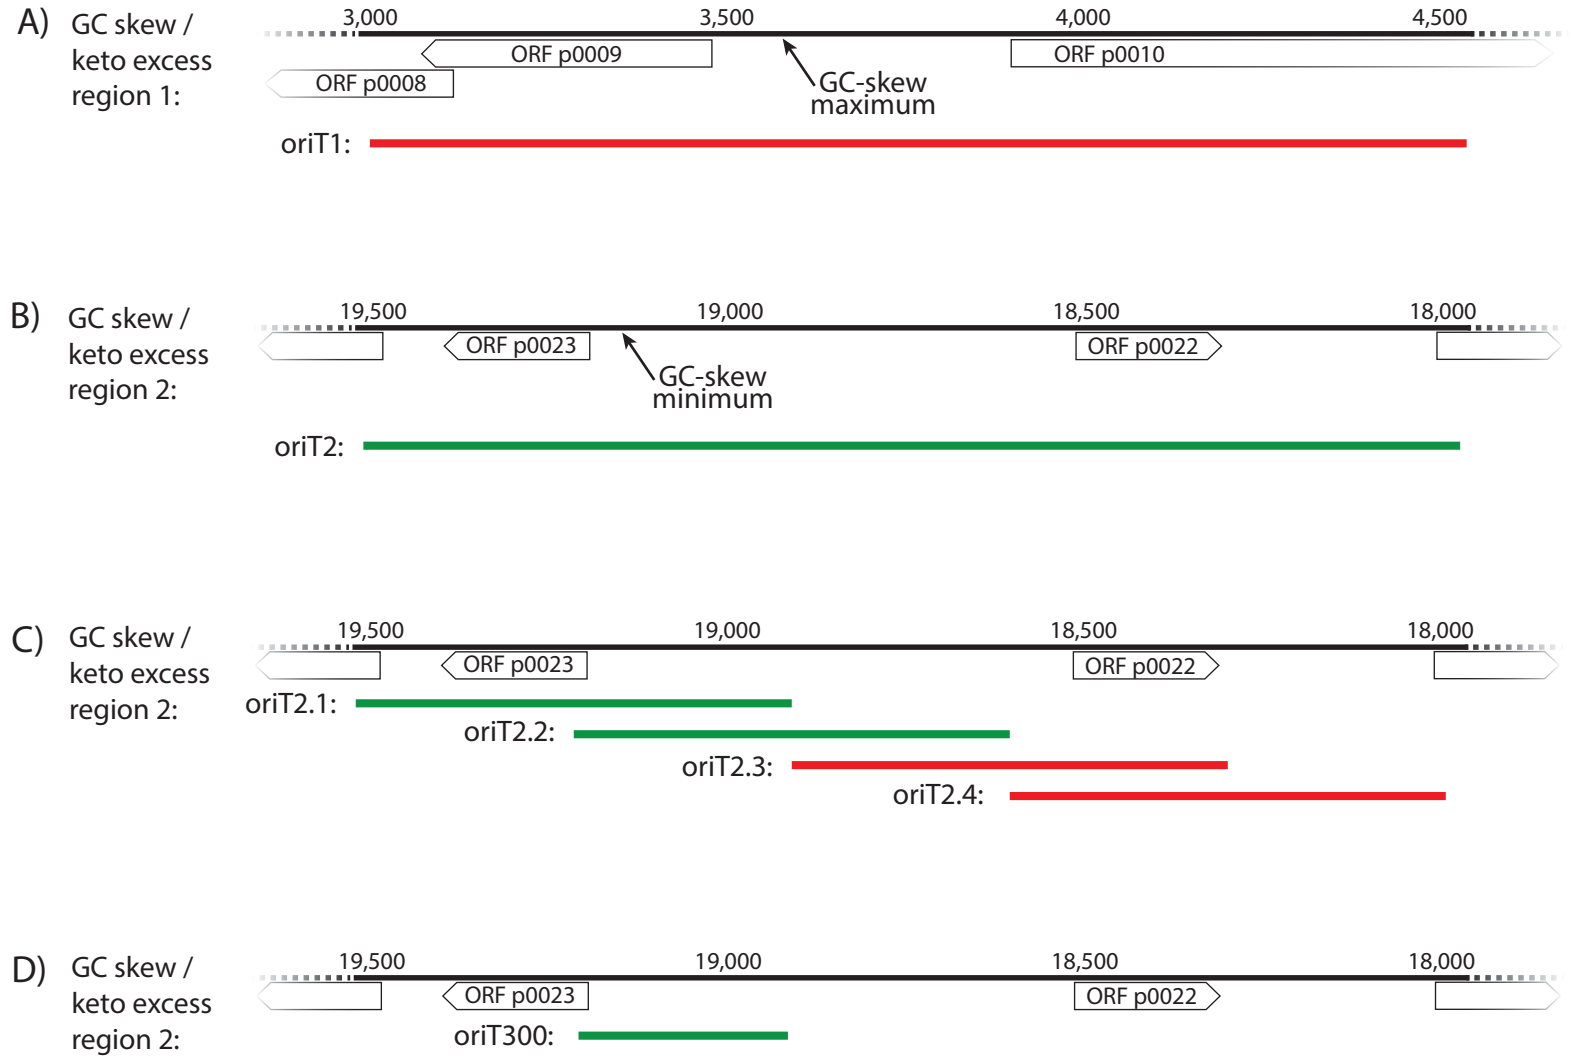 A)
GC skew /
keto excess
region 1:
3,000 3,500 4,000 4,500
ORF p0009 ORF p0010
ORF p0008
GC-skew
maximum
oriT1:
B)
GC skew /
keto excess
region 2:
19,500 19,000 18,500 18,000
ORF p0023 ORF p0022
GC-skew
minimum
oriT2:
C)
GC skew /
keto excess
region 2:
19,500 19,000 18,500 18,000
ORF p0023 ORF p0022
oriT2.1:
oriT2.2:
oriT2.3:
oriT2.4:
D)
GC skew /
keto excess
region 2:
19,500 19,000 18,500 18,000
ORF p0023 ORF p0022
oriT300: